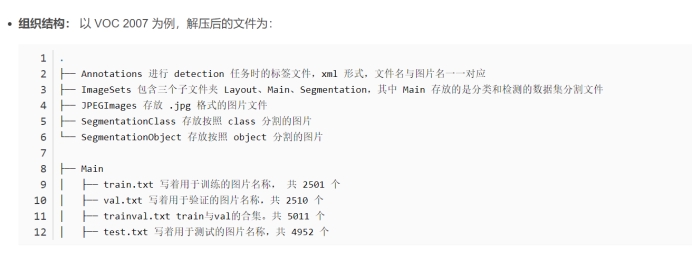 • 组织结构： 以 VOC 2007 为例，解压后的文件为：
1 .
2 ├── Annotations 进行 detection 任务时的标签文件，xml 形式，文件名与图片名一一对应
3 ├── ImageSets 包含三个子文件夹 Layout、Main、Segmentation，其中 Main 存放的是分类和检测的数据集分割文件
4 ├── JPEGImages 存放 .jpg 格式的图片文件
5 ├── SegmentationClass 存放按照 class 分割的图片
6 └── SegmentationObject 存放按照 object 分割的图片
7
8 ├── Main
9 │   ├── train.txt 写着用于训练的图片名称， 共 2501 个
10 │   ├── val.txt 写着用于验证的图片名称，共 2510 个
11 │   ├── trainval.txt train与val的合集。共 5011 个
12 │   ├── test.txt 写着用于测试的图片名称，共 4952 个